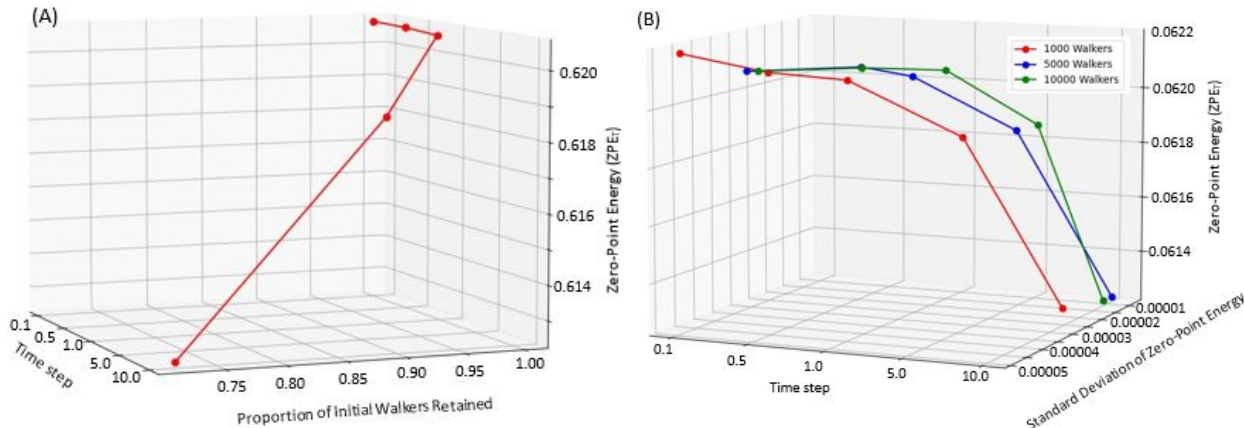 (A)
0.620
0.618
0.616
0.614
Zero-Point Energy (ZPE_T)
0.1
0.5
1.0
5.0
10.0
Time step
0.75
0.80
0.85
0.90
0.95
1.00
Proportion of Initial Walkers Retained
(B)
1000 Walkers
5000 Walkers
10000 Walkers
0.0622
0.0620
0.0618
0.0616
0.0614
Zero-Point Energy (ZPE_T)
0.1
0.5
1.0
5.0
10.0
Time step
0.00001
0.00002
0.00003
0.00004
0.00005
Standard Deviation of Zero-Point Energy